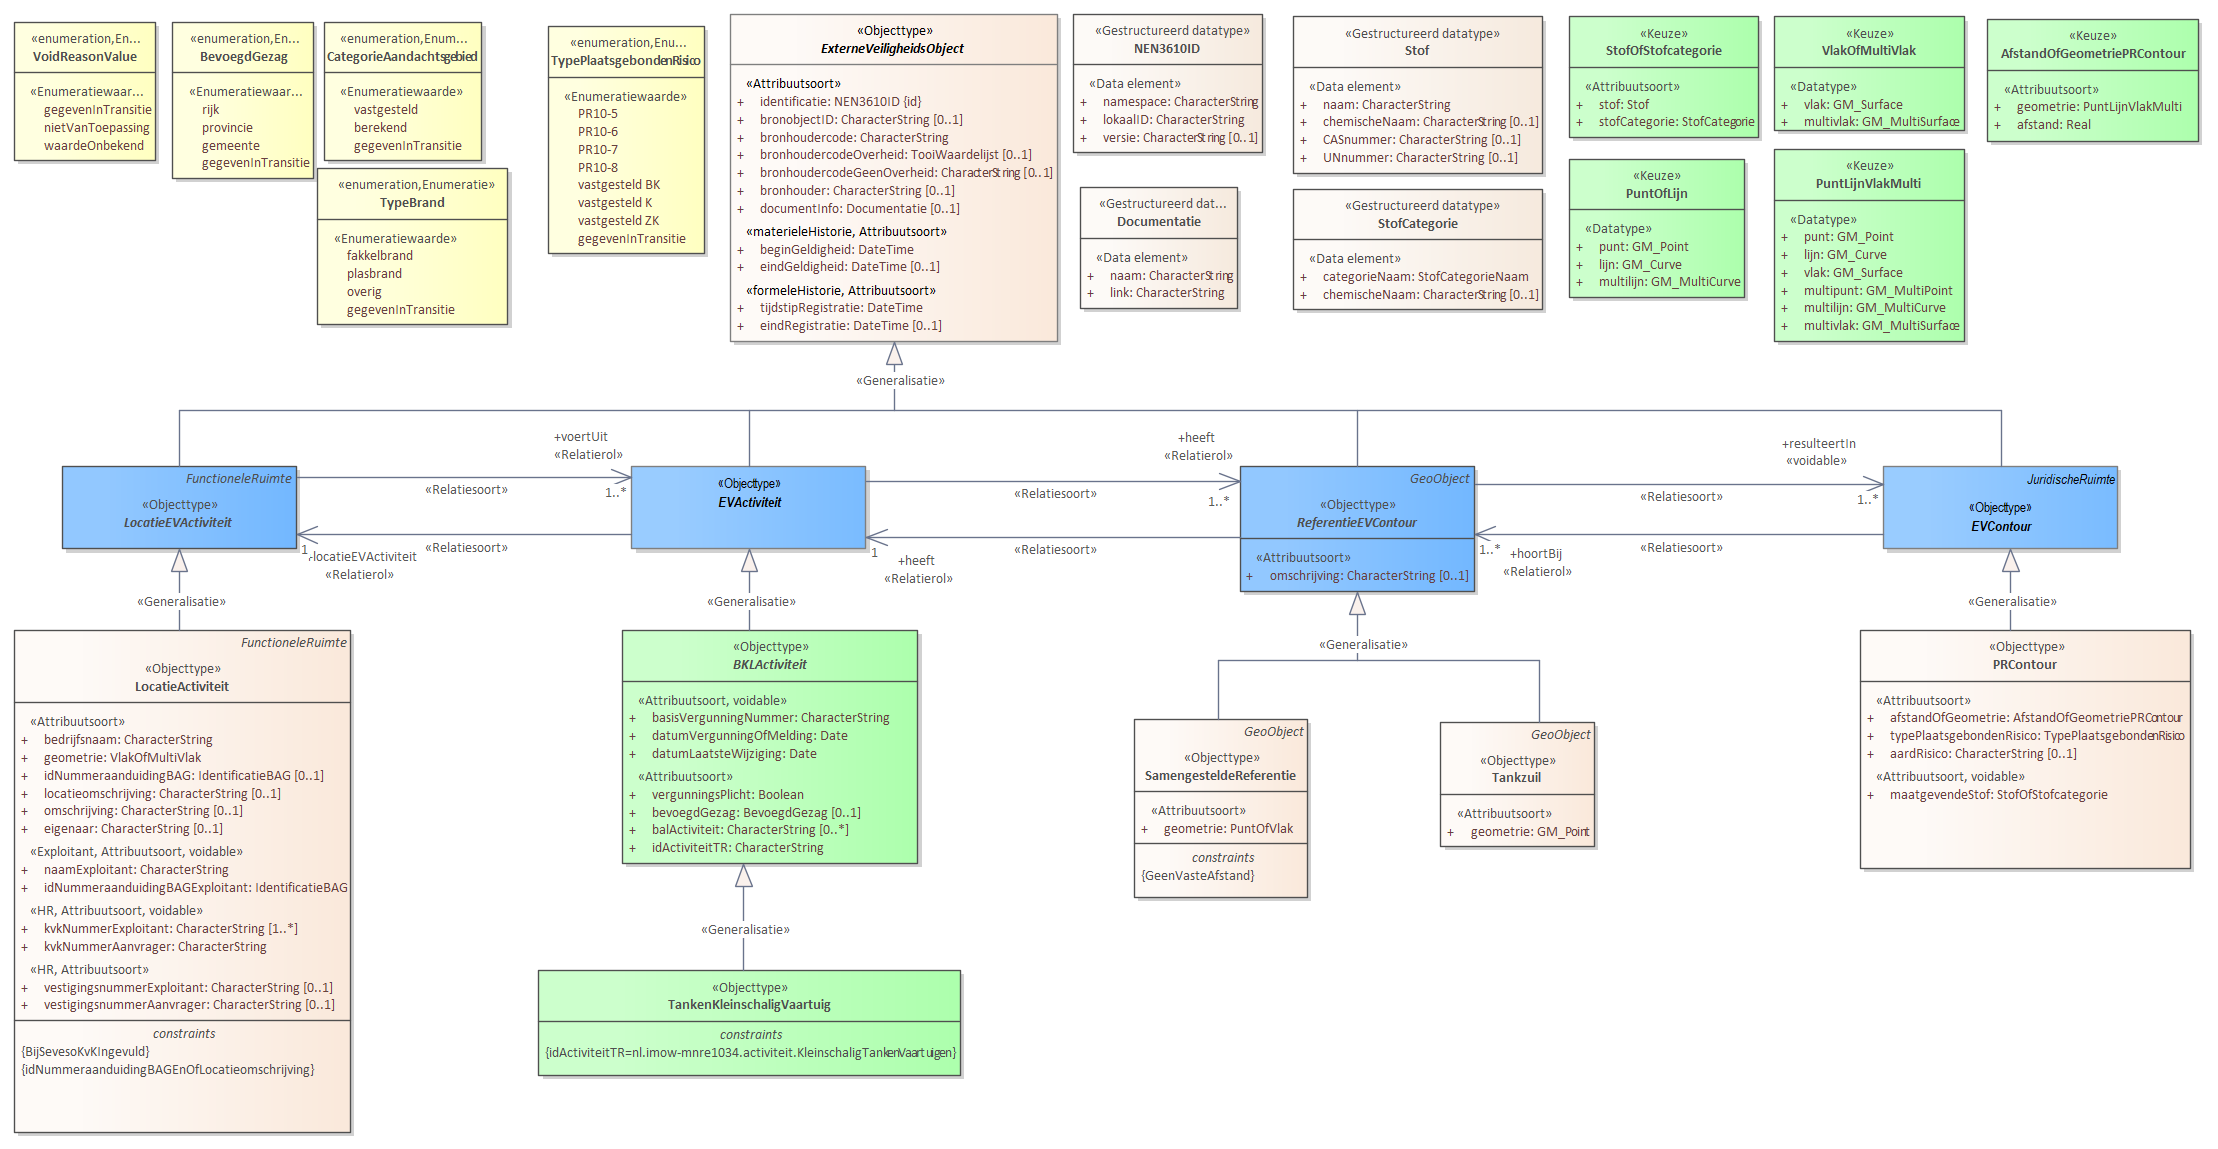 «enumeration,En...
VoidReasonValue
«Enumeratiewaar...
gegevenInTransitie
nietVanToepassing
waardeOnbekend
«enumeration,En...
BevoegdGezag
«Enumeratiewaar...
rijk
provincie
gemeente
gegevenInTransitie
«enumeration,Enum...
CategorieAandachtsgebied
«Enumeratiewaarde»
vastgesteld
berekend
gegevenInTransitie
«enumeration,Enumeratie»
TypeBrand
«Enumeratiewaarde»
fakkelbrand
plasbrand
overig
gegevenInTransitie
«enumeration,Enu...
TypePlaatsgebondenRisico
«Enumeratiewaarde»
PR10-5
PR10-6
PR10-7
PR10-8
vastgesteld BK
vastgesteld K
vastgesteld ZK
gegevenInTransitie
«Objecttype»
ExterneVeiligheidsObject
«Attribuutsoort»
+ identificatie: NEN3610ID {id}
+ bronobjectID: CharacterString [0..1]
+ bronhoudercode: CharacterString
+ bronhoudercodeOverheid: TooiWaardelijst [0..1]
+ bronhoudercodeGeenOverheid: CharacterString [0..1]
+ bronhouder: CharacterString [0..1]
+ documentInfo: Documentatie [0..1]
«materieleHistorie, Attribuutsoort»
+ beginGeldigheid: DateTime
+ eindGeldigheid: DateTime [0..1]
«formeleHistorie, Attribuutsoort»
+ tijdstipRegistratie: DateTime
+ eindRegistratie: DateTime [0..1]
«Gestructureerd datatype»
NEN3610ID
«Data element»
+ namespace: CharacterString
+ lokaalID: CharacterString
+ versie: CharacterString [0..1]
«Gestructureerd dat...
Documentatie
«Data element»
+ naam: CharacterString
+ link: CharacterString
«Gestructureerd datatype»
Stof
«Data element»
+ naam: CharacterString
+ chemischeNaam: CharacterString [0..1]
+ CASnummer: CharacterString [0..1]
+ UNnummer: CharacterString [0..1]
«Gestructureerd datatype»
StofCategorie
«Data element»
+ categorieNaam: StofCategorieNaam
+ chemischeNaam: CharacterString [0..1]
«Keuze»
StofOfStofcategorie
«Attribuutsoort»
+ stof: Stof
+ stofCategorie: StofCategorie
«Keuze»
PuntOfLijn
«Datatype»
+ punt: GM_Point
+ lijn: GM_Curve
+ multilijn: GM_MultiCurve
«Keuze»
VlakOfMultiVlak
«Datatype»
+ vlak: GM_Surface
+ multivlak: GM_MultiSurface
«Keuze»
PuntLijnVlakMulti
«Datatype»
+ punt: GM_Point
+ lijn: GM_Curve
+ vlak: GM_Surface
+ multipunt: GM_MultiPoint
+ multilijn: GM_MultiCurve
+ multivlak: GM_MultiSurface
«Keuze»
AfstandOfGeometriePRContour
«Attribuutsoort»
+ geometrie: PuntLijnVlakMulti
+ afstand: Real
«Generalisatie»
FunctioneleRuimte
«Objecttype»
LocatieEVActiviteit
+voertUit
«Relatierol»
1..*
«Relatiesoort»
«Relatiesoort»
1
+locatieEVActiviteit
«Relatierol»
«Objecttype»
EVActiviteit
+heeft
«Relatierol»
1..*
«Relatiesoort»
«Relatiesoort»
1
+heeft
«Relatierol»
GeoObject
«Objecttype»
ReferentieEVContour
«Attribuutsoort»
+ omschrijving: CharacterString [0..1]
+resulteertIn
«voidable»
1..*
«Relatiesoort»
«Relatiesoort»
1..*
+hoortBij
«Relatierol»
JuridischeRuimte
«Objecttype»
EVContour
«Generalisatie»
«Generalisatie»
«Generalisatie»
«Generalisatie»
FunctioneleRuimte
«Objecttype»
LocatieActiviteit
«Attribuutsoort»
+ bedrijfsnaam: CharacterString
+ geometrie: VlakOfMultiVlak
+ idNummeraanduidingBAG: IdentificatieBAG [0..1]
+ locatieomschrijving: CharacterString [0..1]
+ omschrijving: CharacterString [0..1]
+ eigenaar: CharacterString [0..1]
«Exploitant, Attribuutsoort, voidable»
+ naamExploitant: CharacterString
+ idNummeraanduidingBAGExploitant: IdentificatieBAG
«HR, Attribuutsoort, voidable»
+ kvkNummerExploitant: CharacterString [1..*]
+ kvkNummerAanvrager: CharacterString
«HR, Attribuutsoort»
+ vestigingsnummerExploitant: CharacterString [0..1]
+ vestigingsnummerAanvrager: CharacterString [0..1]
constraints
{BijSevesoKvKIngevuld}
{idNummeraanduidingBAGEnOfLocatieomschrijving}
«Objecttype»
BKLActiviteit
«Attribuutsoort, voidable»
+ basisVergunningNummer: CharacterString
+ datumVergunningOfMelding: Date
+ datumLaatsteWijziging: Date
«Attribuutsoort»
+ vergunningsPlicht: Boolean
+ bevoegdGezag: BevoegdGezag [0..1]
+ balActiviteit: CharacterString [0..*]
+ idActiviteitTR: CharacterString
«Generalisatie»
«Objecttype»
TankenKleinschaligVaartuig
constraints
{idActiviteitTR=nl.imow-mnre1034.activiteit.KleinschaligTankenVaartuigen}
GeoObject
«Objecttype»
SamengesteldeReferentie
«Attribuutsoort»
+ geometrie: PuntOfVlak
constraints
{GeenVasteAfstand}
GeoObject
«Objecttype»
Tankzuil
«Attribuutsoort»
+ geometrie: GM_Point
«Objecttype»
PRContour
«Attribuutsoort»
+ afstandOfGeometrie: AfstandOfGeometriePRContour
+ typePlaatsgebondenRisico: TypePlaatsgebondenRisico
+ aardRisico: CharacterString [0..1]
«Attribuutsoort, voidable»
+ maatgevendeStof: StofOfStofcategorie